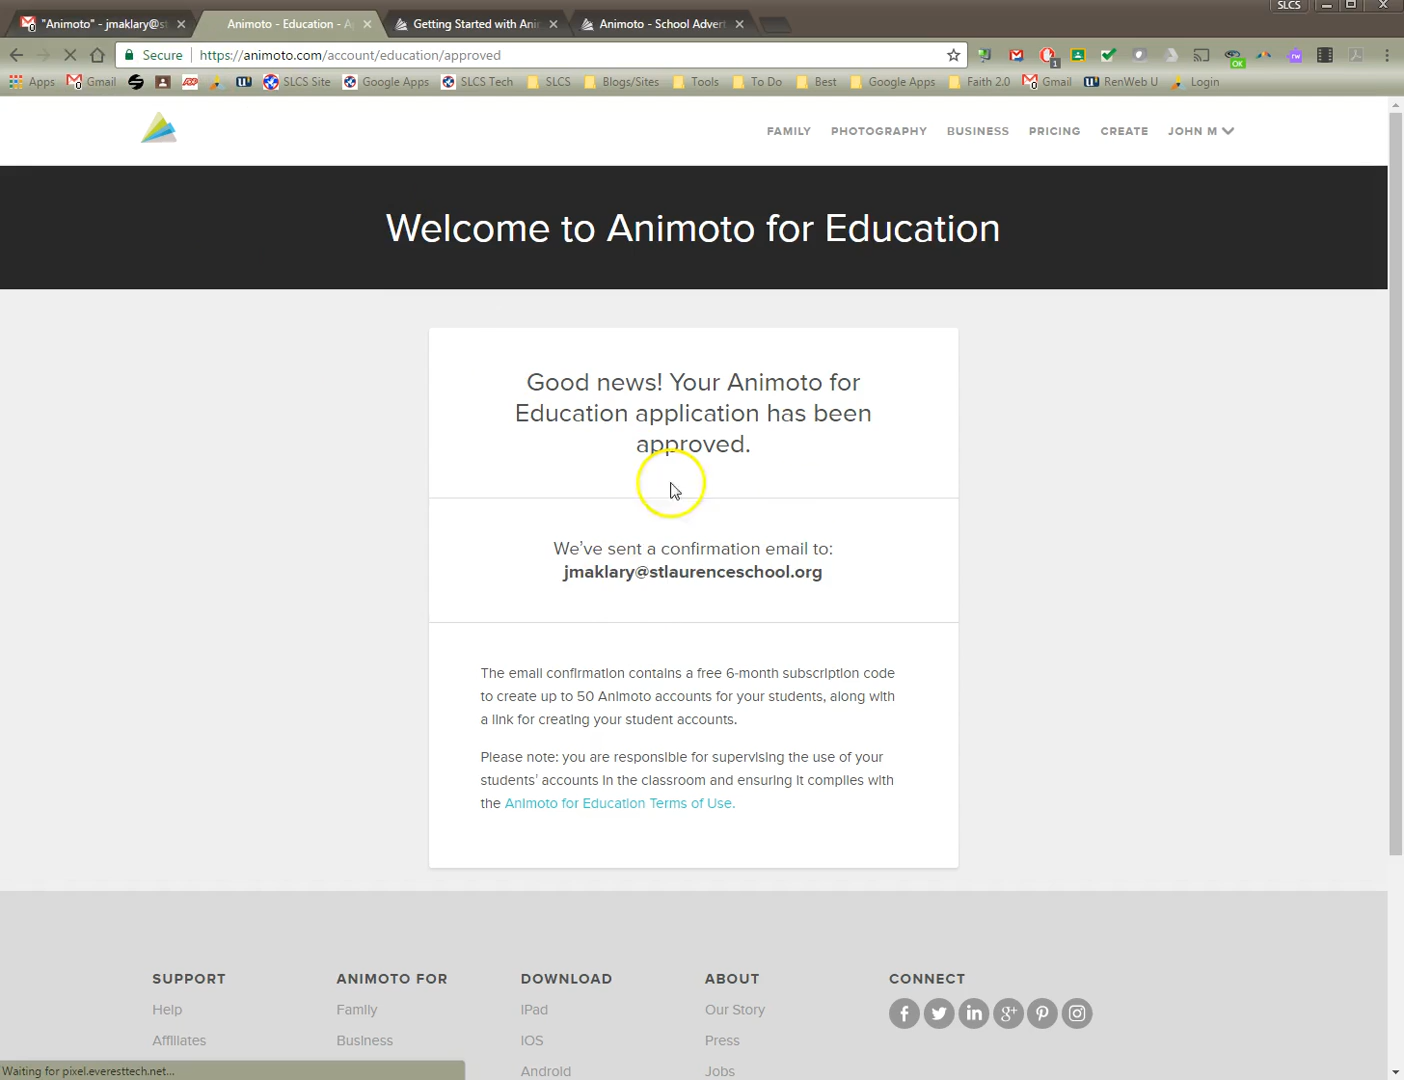 SLCS
"Animoto" - jmaklary@st
Animoto - Education - A
Getting Started with Ani
Animoto - School Advert
Secure
https://animoto.com/account/education/approved
Apps
Gmail
SLCS Site
Google Apps
SLCS Tech
SLCS
Blogs/Sites
Tools
To Do
Best
Google Apps
Faith 2.0
Gmail
RenWeb U
Login
FAMILY
PHOTOGRAPHY
BUSINESS
PRICING
CREATE
JOHN M
Welcome to Animoto for Education
Good news! Your Animoto for
Education application has been
approved.
We've sent a confirmation email to:
jmaklary@stlaurenceschool.org
The email confirmation contains a free 6-month subscription code
to create up to 50 Animoto accounts for your students, along with
a link for creating your student accounts.
Please note: you are responsible for supervising the use of your
students' accounts in the classroom and ensuring it complies with
the Animoto for Education Terms of Use.
SUPPORT
ANIMOTO FOR
DOWNLOAD
ABOUT
CONNECT
Help
Family
iPad
Our Story
Affiliates
Business
iOS
Press
Android
Jobs
Waiting for pixel.everesttech.net...